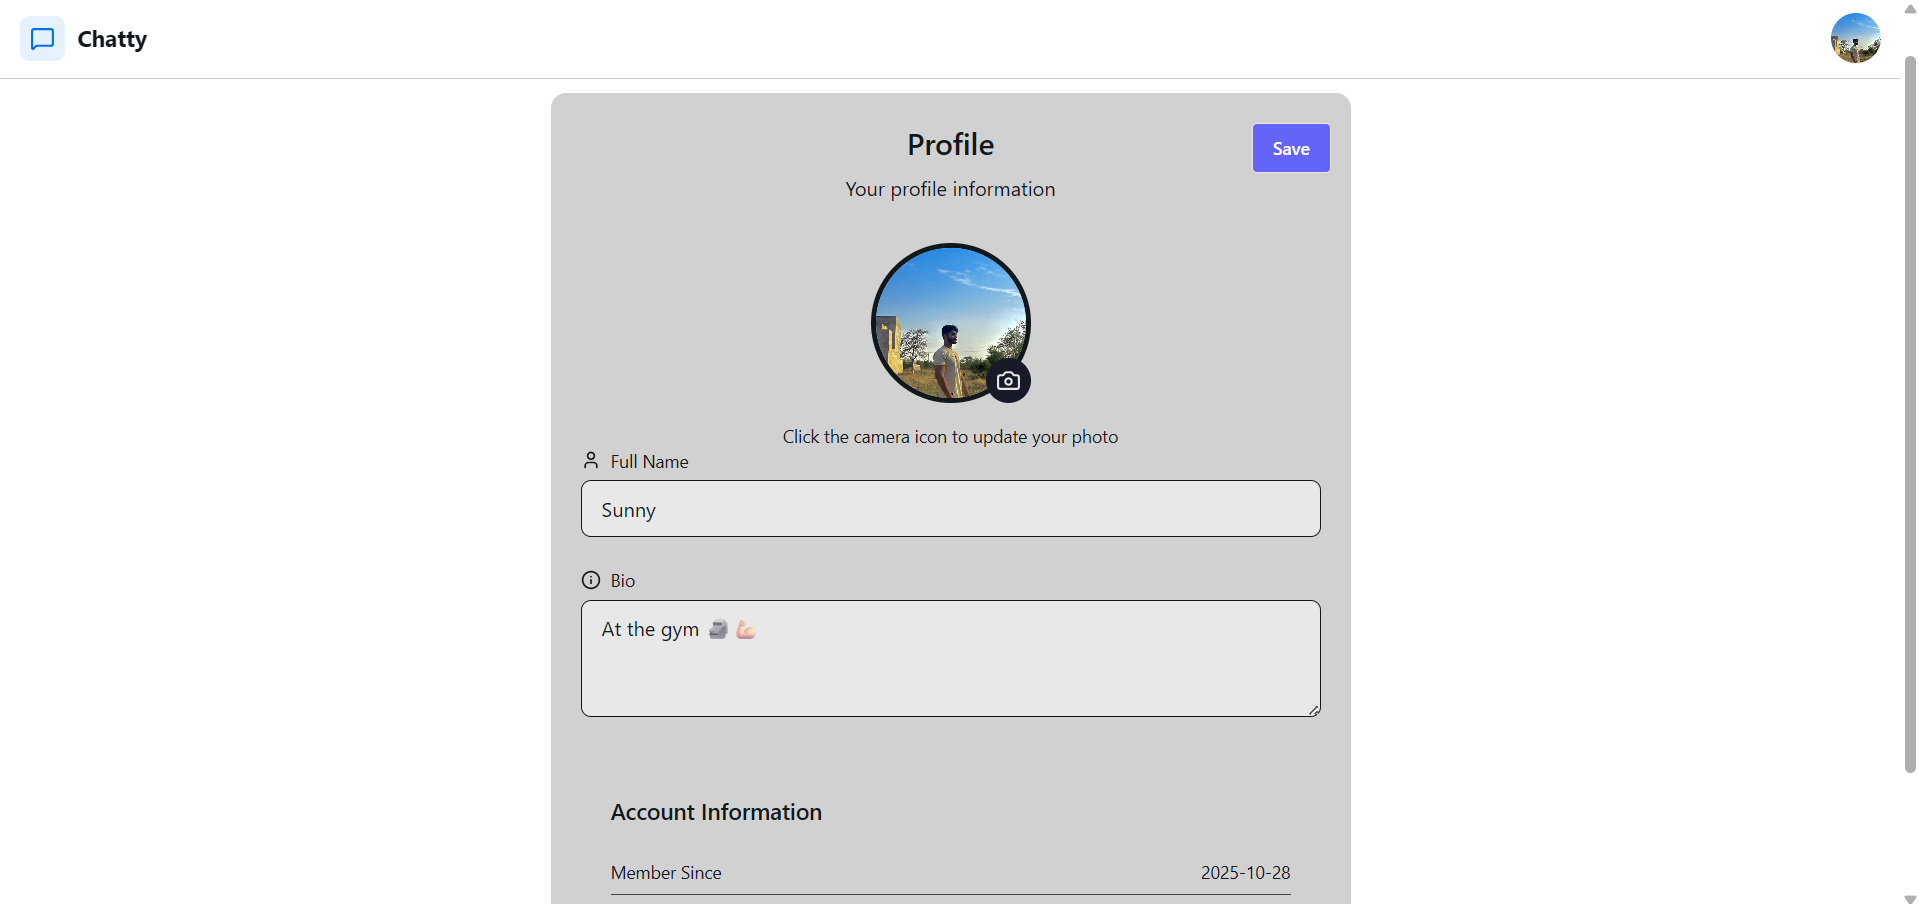 Chatty
Profile
Save
Your profile information
Click the camera icon to update your photo
Full Name
Sunny
Bio
At the gym 🗿 💪🏻
Account Information
Member Since 2025-10-28